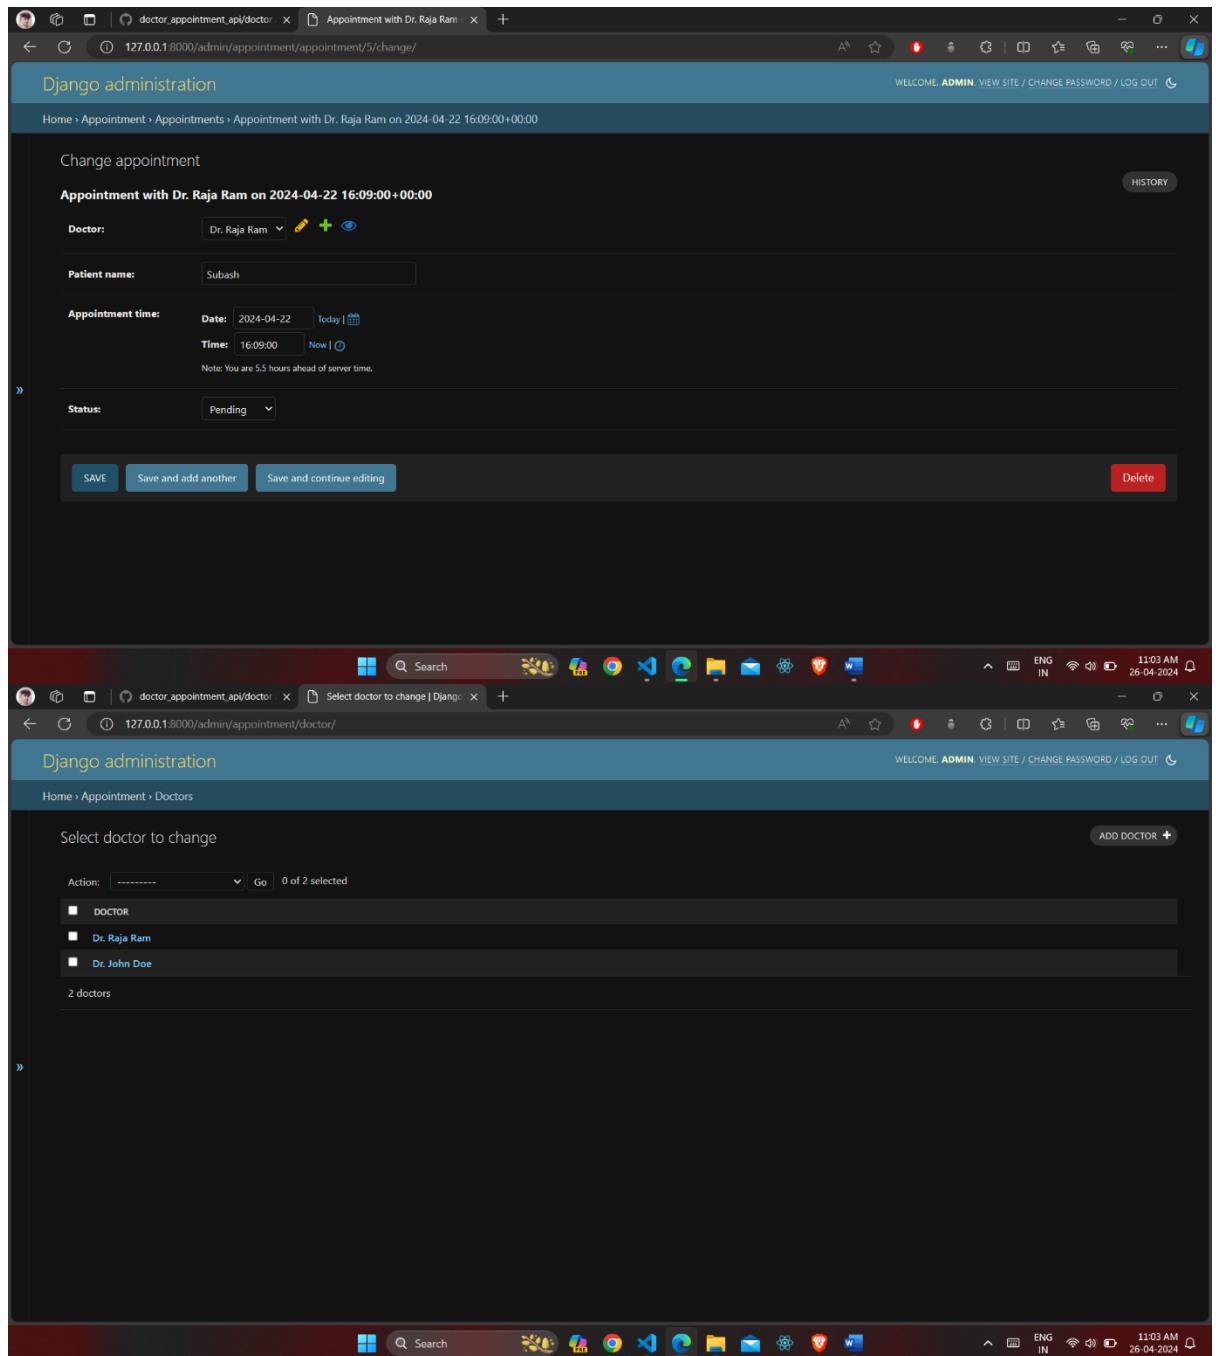 doctor_appointment_api/doctor
Appointment with Dr. Raja Ram
127.0.0.1:8000/admin/appointment/appointment/5/change/
Django administration
WELCOME, ADMIN. VIEW SITE / CHANGE PASSWORD / LOG OUT
Home › Appointment › Appointments › Appointment with Dr. Raja Ram on 2024-04-22 16:09:00+00:00
Change appointment
HISTORY
Appointment with Dr. Raja Ram on 2024-04-22 16:09:00+00:00
Doctor: Dr. Raja Ram
Patient name: Subash
Appointment time: Date: 2024-04-22 Today |
Time: 16:09:00 Now |
Note: You are 5.5 hours ahead of server time.
»
Status: Pending
SAVE Save and add another Save and continue editing Delete
Search
PRE
ENG
IN
11:03 AM
26-04-2024
doctor_appointment_api/doctor
Select doctor to change | Django
127.0.0.1:8000/admin/appointment/doctor/
Django administration
WELCOME, ADMIN. VIEW SITE / CHANGE PASSWORD / LOG OUT
Home › Appointment › Doctors
Select doctor to change
ADD DOCTOR +
Action: --------- Go 0 of 2 selected
DOCTOR
Dr. Raja Ram
Dr. John Doe
2 doctors
»
Search
PRE
ENG
IN
11:03 AM
26-04-2024